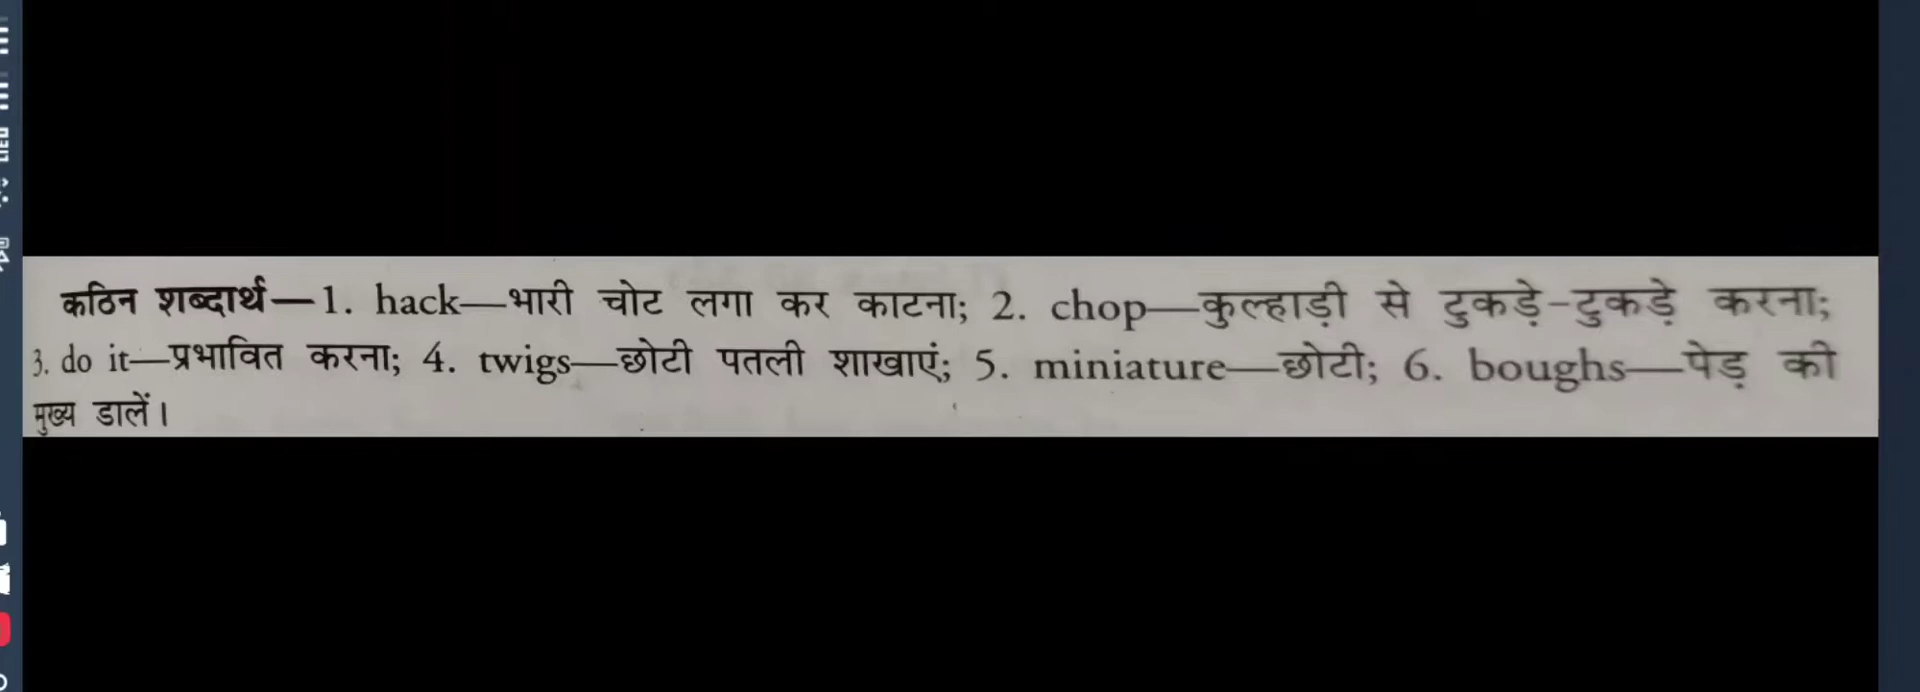 कठिन शब्दार्थ—1. hack—भारी चोट लगा कर काटना; 2. chop—कुल्हाड़ी से टुकड़े-टुकड़े करना;
3. do it—प्रभावित करना; 4. twigs—छोटी पतली शाखाएं; 5. miniature—छोटी; 6. boughs—पेड़ की
मुख्य डालें।